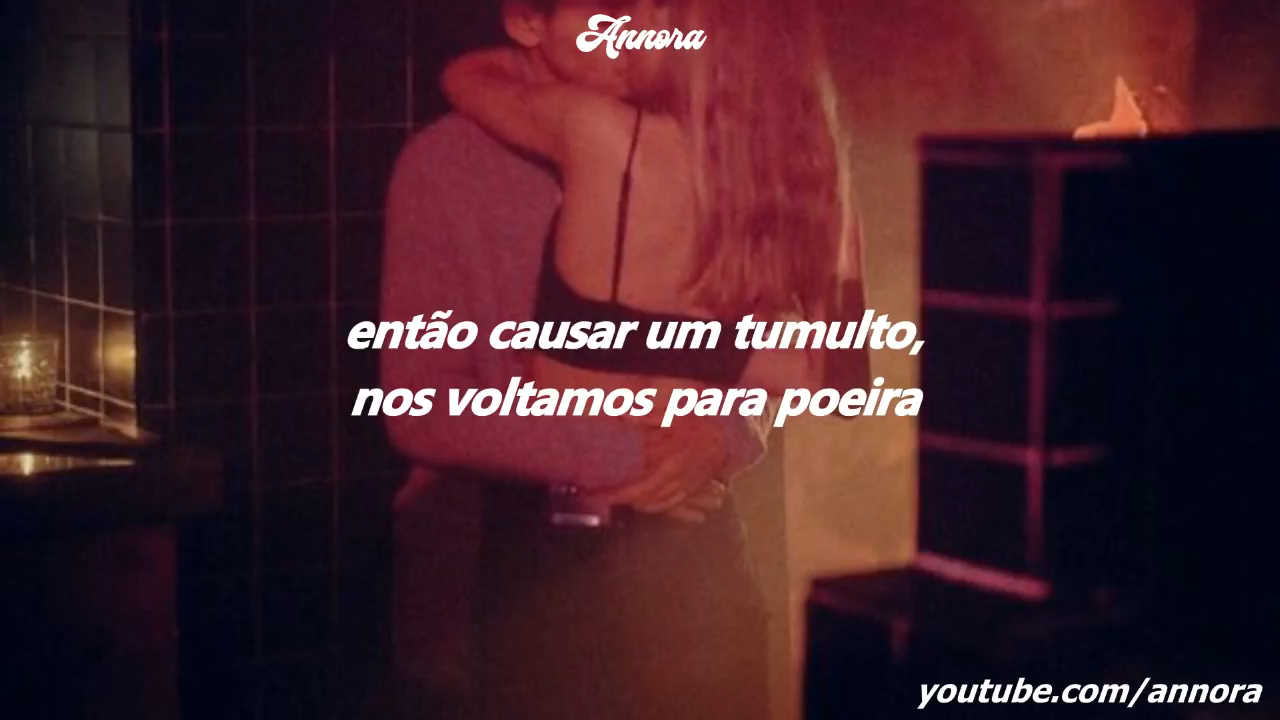 Annora
então causar um tumulto,
nos voltamos para poeira
youtube.com/annora